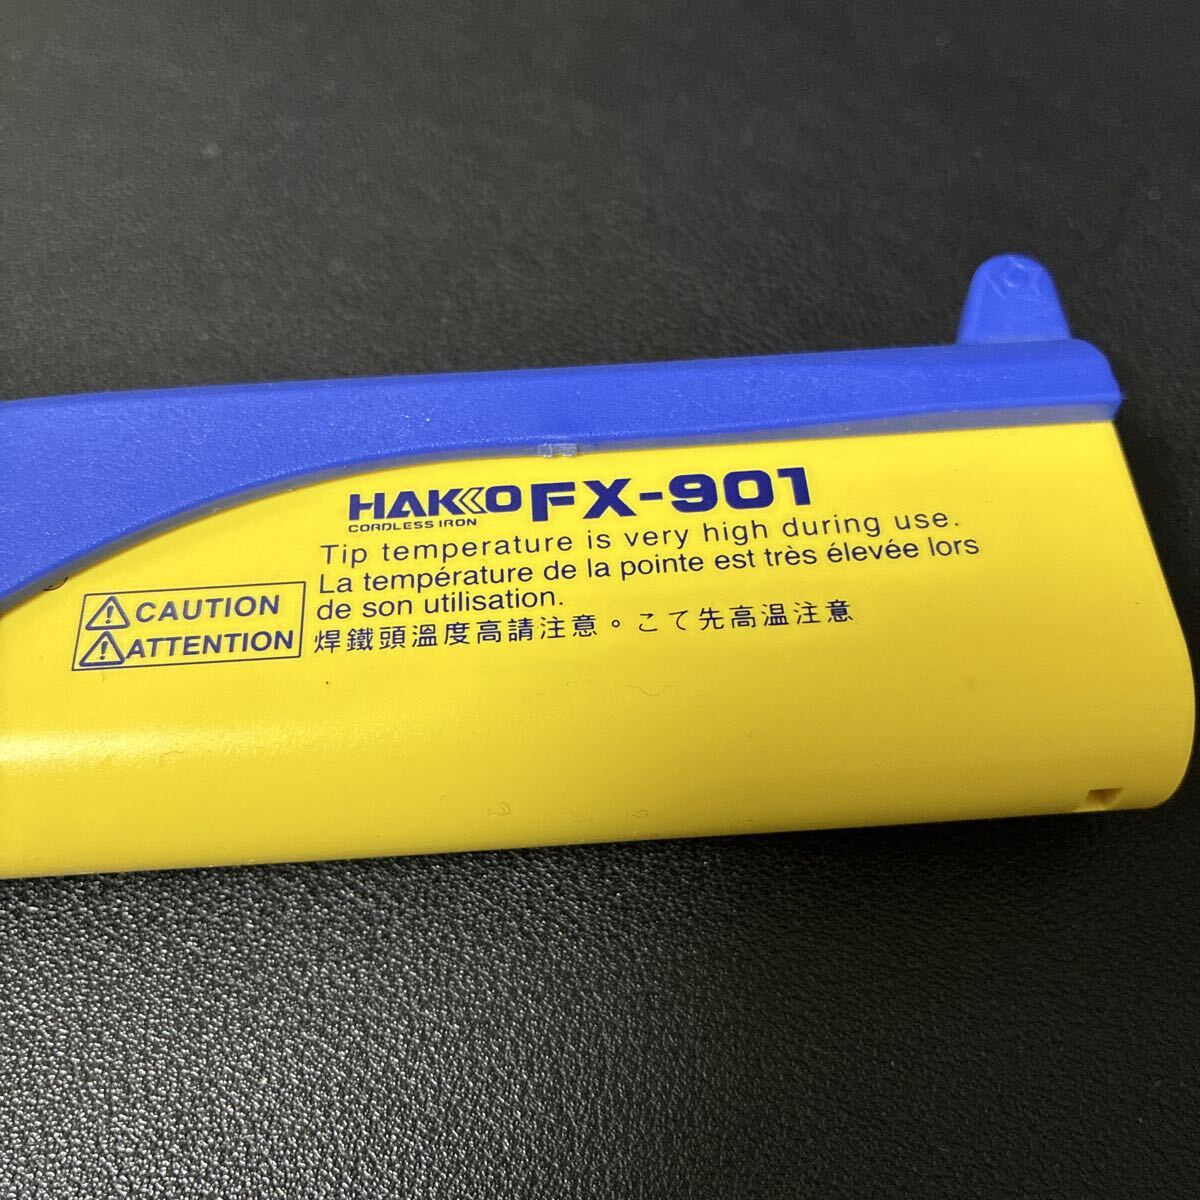 HAKKO FX-901
CORDLESS IRON
Tip temperature is very high during use.
La température de la pointe est très élevée lors
de son utilisation.
焊鐵頭溫度高請注意。こて先高温注意
CAUTION
ATTENTION